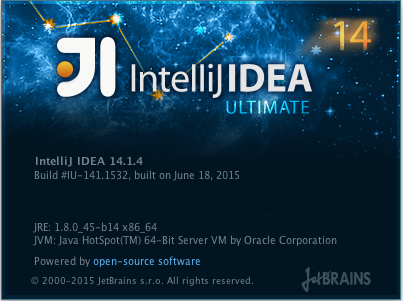 14
JI IntelliJ IDEA
ULTIMATE
IntelliJ IDEA 14.1.4
Build #IU-141.1532, built on June 18, 2015
JRE: 1.8.0_45-b14 x86_64
JVM: Java HotSpot(TM) 64-Bit Server VM by Oracle Corporation
Powered by open-source software
© 2000-2015 JetBrains s.r.o. All rights reserved.
JetBRAINS